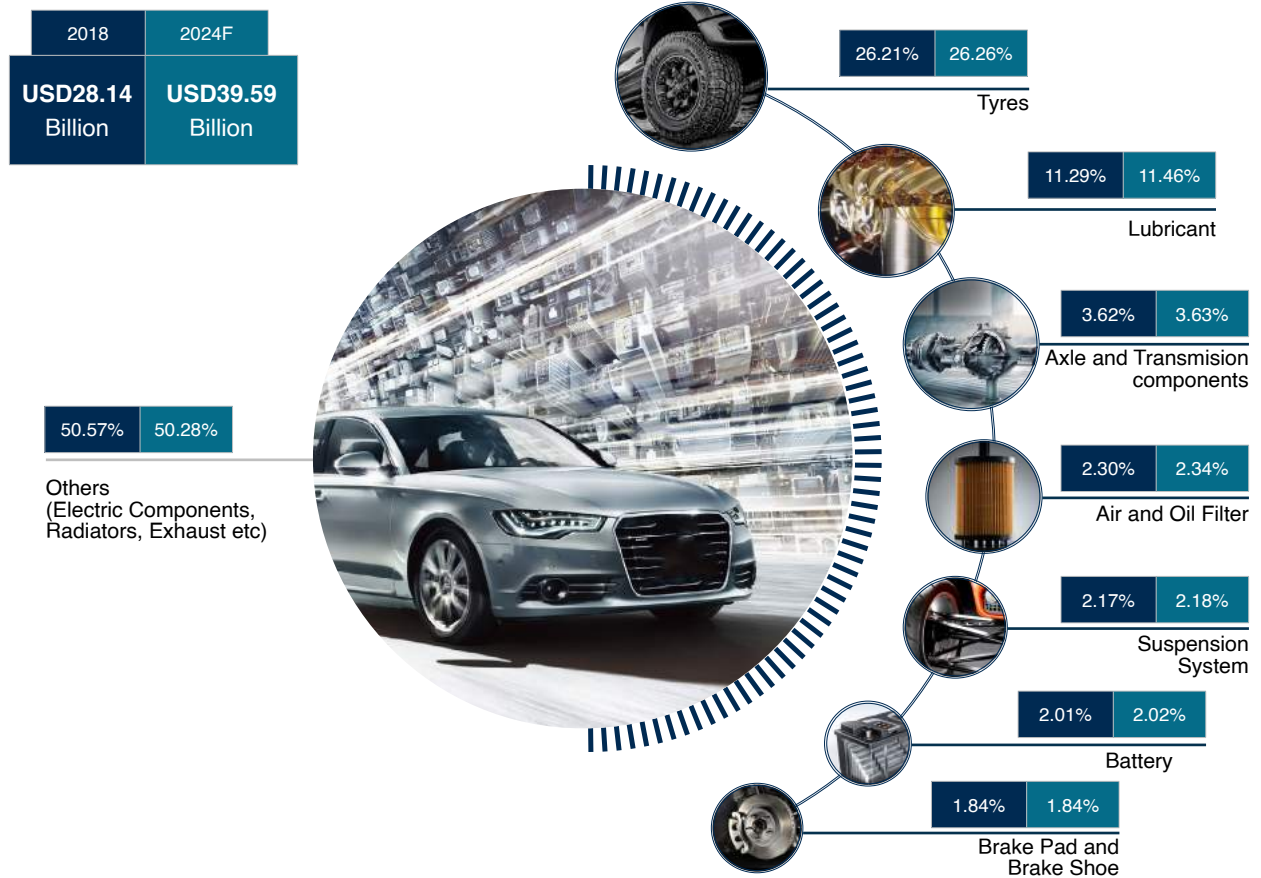 2018 2024F
USD28.14 USD39.59
Billion Billion
26.21% 26.26%
Tyres
11.29% 11.46%
Lubricant
3.62% 3.63%
Axle and Transmision
components
50.57% 50.28%
Others
(Electric Components,
Radiators, Exhaust etc)
2.30% 2.34%
Air and Oil Filter
2.17% 2.18%
Suspension
System
2.01% 2.02%
Battery
1.84% 1.84%
Brake Pad and
Brake Shoe